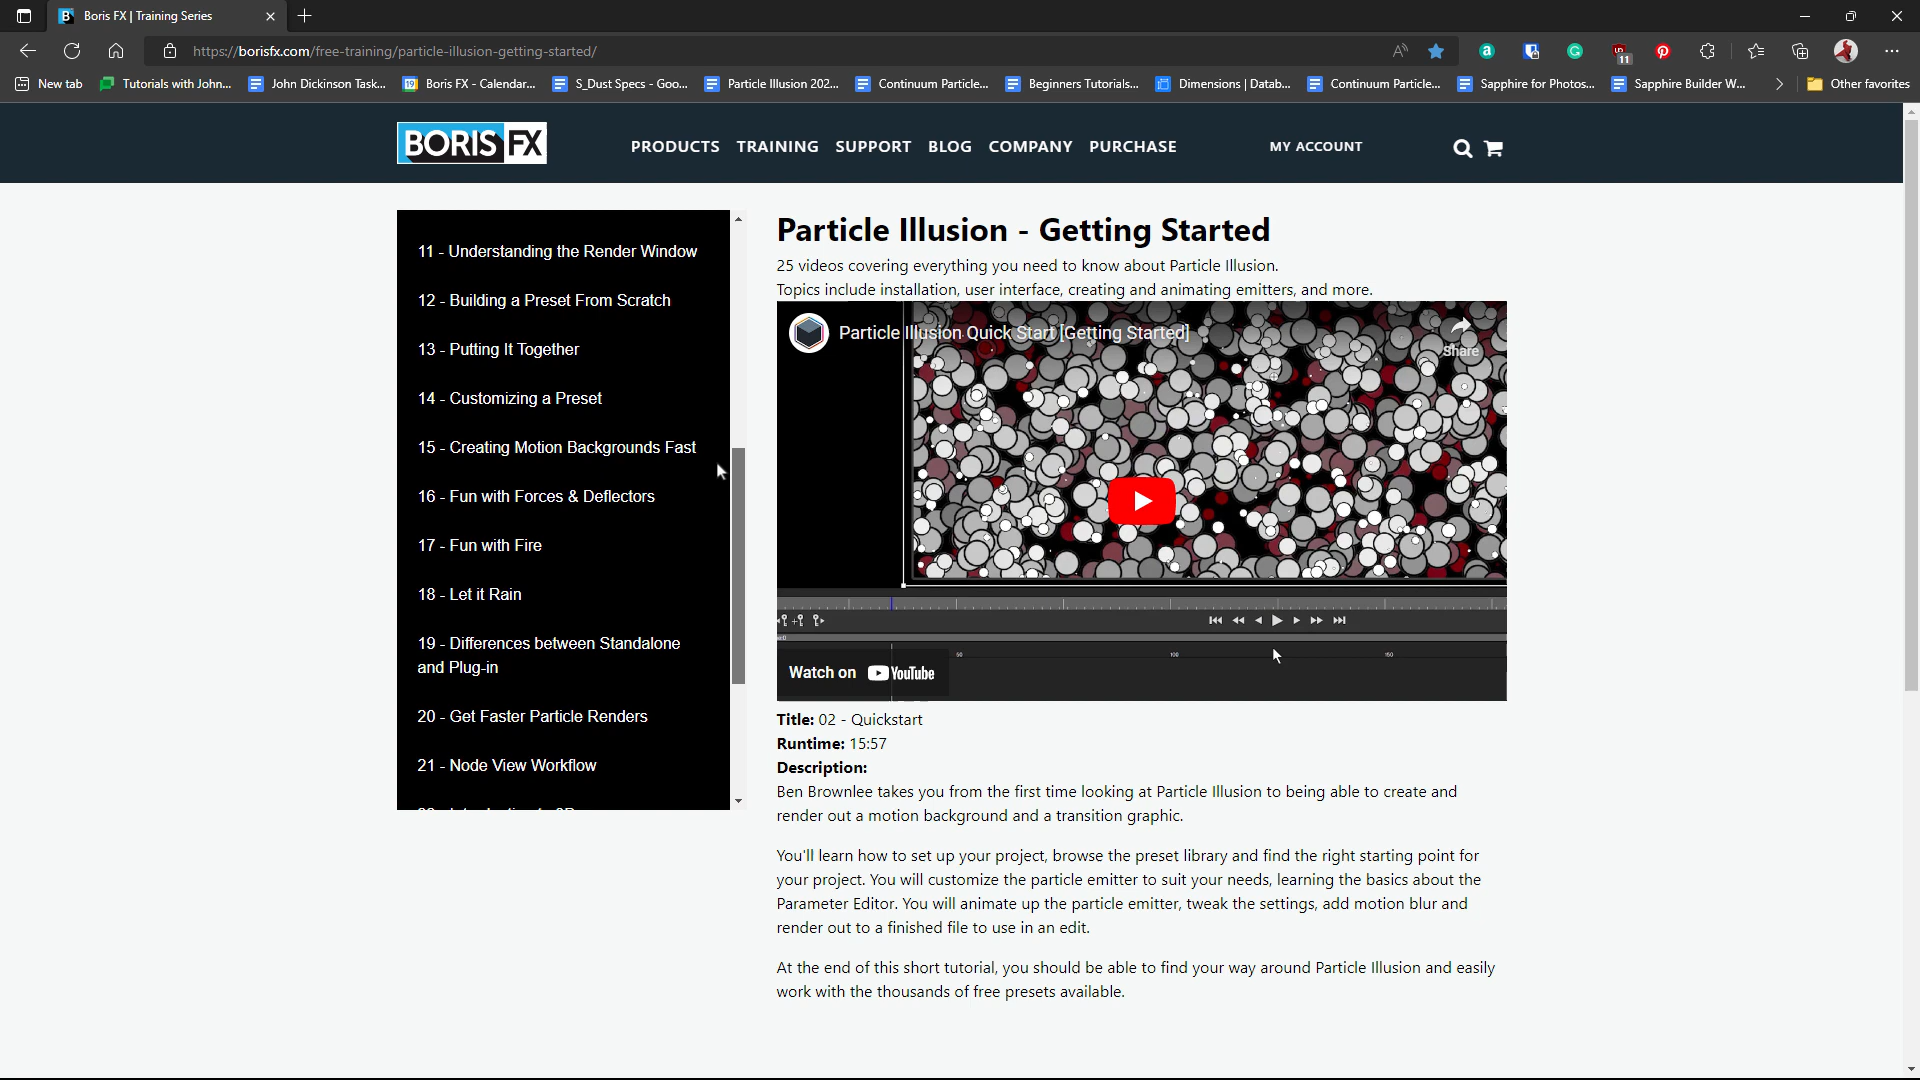 Boris FX | Training Series
https://borisfx.com/free-training/particle-illusion-getting-started/
11
New tab
Tutorials with John...
John Dickinson Task...
Boris FX - Calendar...
S_Dust Specs - Goo...
Particle Illusion 202...
Continuum Particle...
Beginners Tutorials...
Dimensions | Datab...
Continuum Particle...
Sapphire for Photos...
Sapphire Builder W...
Other favorites
BORIS FX
PRODUCTS TRAINING SUPPORT BLOG COMPANY PURCHASE
MY ACCOUNT
11 - Understanding the Render Window
12 - Building a Preset From Scratch
13 - Putting It Together
14 - Customizing a Preset
15 - Creating Motion Backgrounds Fast
16 - Fun with Forces & Deflectors
17 - Fun with Fire
18 - Let it Rain
19 - Differences between Standalone
and Plug-in
20 - Get Faster Particle Renders
21 - Node View Workflow
Particle Illusion - Getting Started
25 videos covering everything you need to know about Particle Illusion.
Topics include installation, user interface, creating and animating emitters, and more.
Particle Illusion Quick Start [Getting Started]
Share
50
100
150
Watch on YouTube
Title: 02 - Quickstart
Runtime: 15:57
Description:
Ben Brownlee takes you from the first time looking at Particle Illusion to being able to create and
render out a motion background and a transition graphic.
You'll learn how to set up your project, browse the preset library and find the right starting point for
your project. You will customize the particle emitter to suit your needs, learning the basics about the
Parameter Editor. You will animate up the particle emitter, tweak the settings, add motion blur and
render out to a finished file to use in an edit.
At the end of this short tutorial, you should be able to find your way around Particle Illusion and easily
work with the thousands of free presets available.